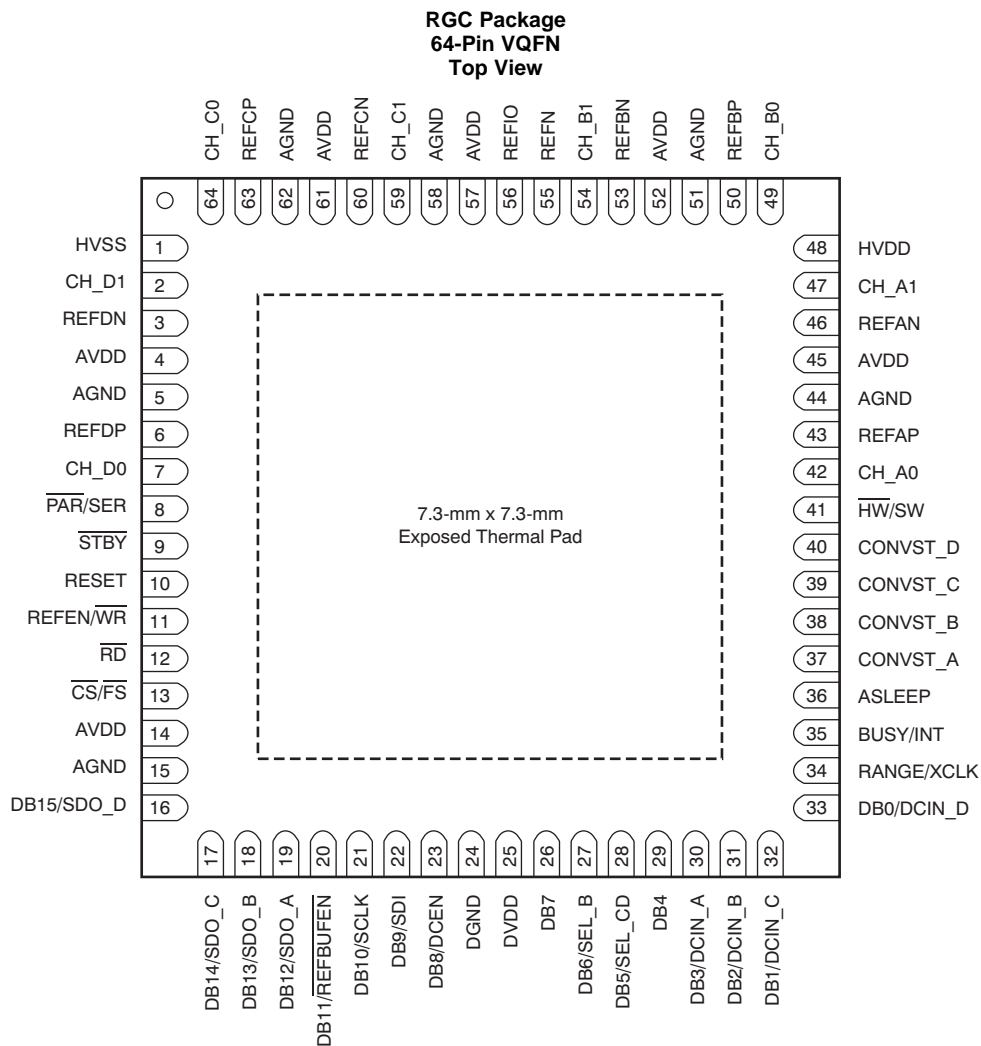 RGC Package
64-Pin VQFN
Top View
CH_C0
REFCP
AGND
AVDD
REFCN
CH_C1
AGND
AVDD
REFIO
REFN
CH_B1
REFBN
AVDD
AGND
REFBP
CH_B0
64
63
62
61
60
59
58
57
56
55
54
53
52
51
50
49
HVSS 1
CH_D1 2
REFDN 3
AVDD 4
AGND 5
REFDP 6
CH_D0 7
P̅A̅R̅/SER 8
S̅T̅B̅Y̅ 9
RESET 10
REFEN/W̅R̅ 11
R̅D̅ 12
C̅S̅/F̅S̅ 13
AVDD 14
AGND 15
DB15/SDO_D 16
7.3-mm x 7.3-mm
Exposed Thermal Pad
48 HVDD
47 CH_A1
46 REFAN
45 AVDD
44 AGND
43 REFAP
42 CH_A0
41 H̅W̅/SW
40 CONVST_D
39 CONVST_C
38 CONVST_B
37 CONVST_A
36 ASLEEP
35 BUSY/INT
34 RANGE/XCLK
33 DB0/DCIN_D
17
18
19
20
21
22
23
24
25
26
27
28
29
30
31
32
DB14/SDO_C
DB13/SDO_B
DB12/SDO_A
DB11/R̅E̅F̅B̅U̅F̅E̅N̅
DB10/SCLK
DB9/SDI
DB8/DCEN
DGND
DVDD
DB7
DB6/SEL_B
DB5/SEL_CD
DB4
DB3/DCIN_A
DB2/DCIN_B
DB1/DCIN_C